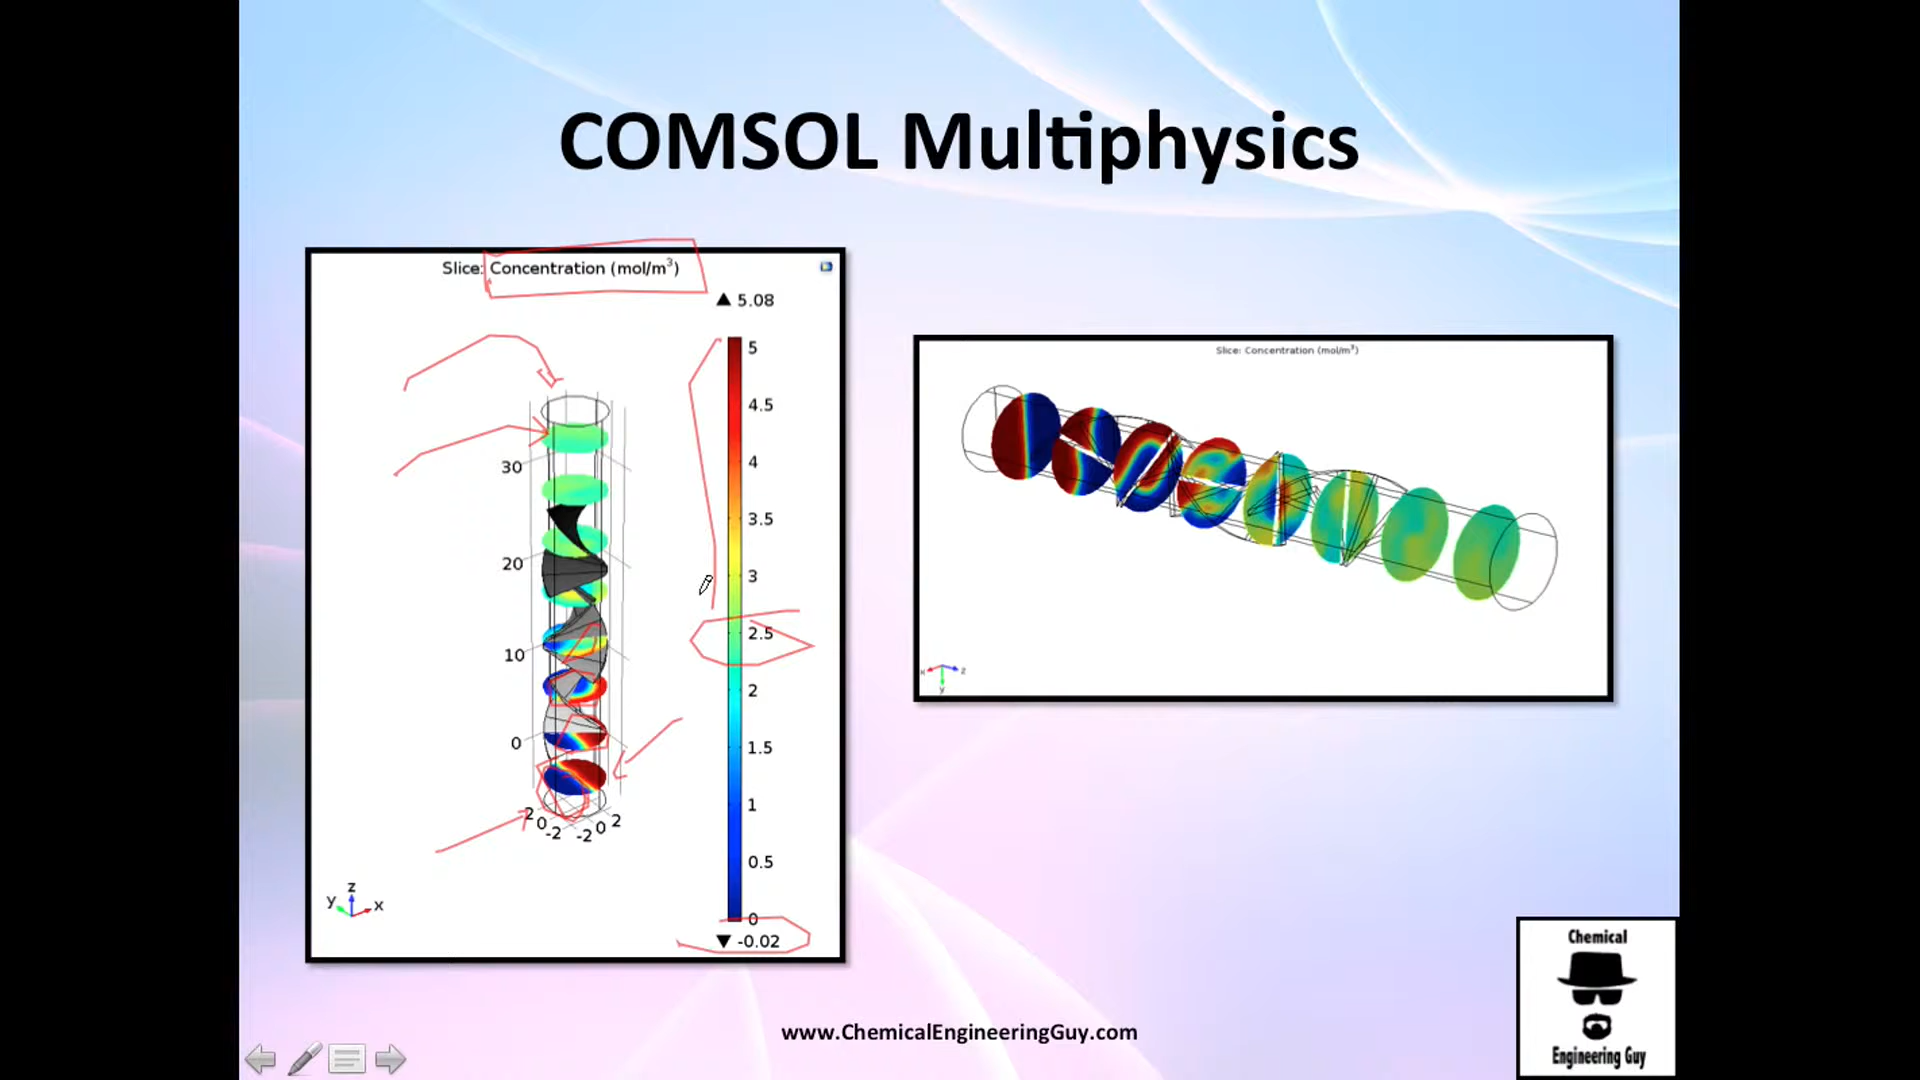 COMSOL Multiphysics
Slice: Concentration (mol/m³)
▲ 5.08
5
4.5
4
3.5
3
2.5
2
1.5
1
0.5
0
▼ -0.02
30
20
10
0
2 0 -2 -2 0 2
z
y x
Slice: Concentration (mol/m³)
x z
y
Chemical
Engineering Guy
www.ChemicalEngineeringGuy.com